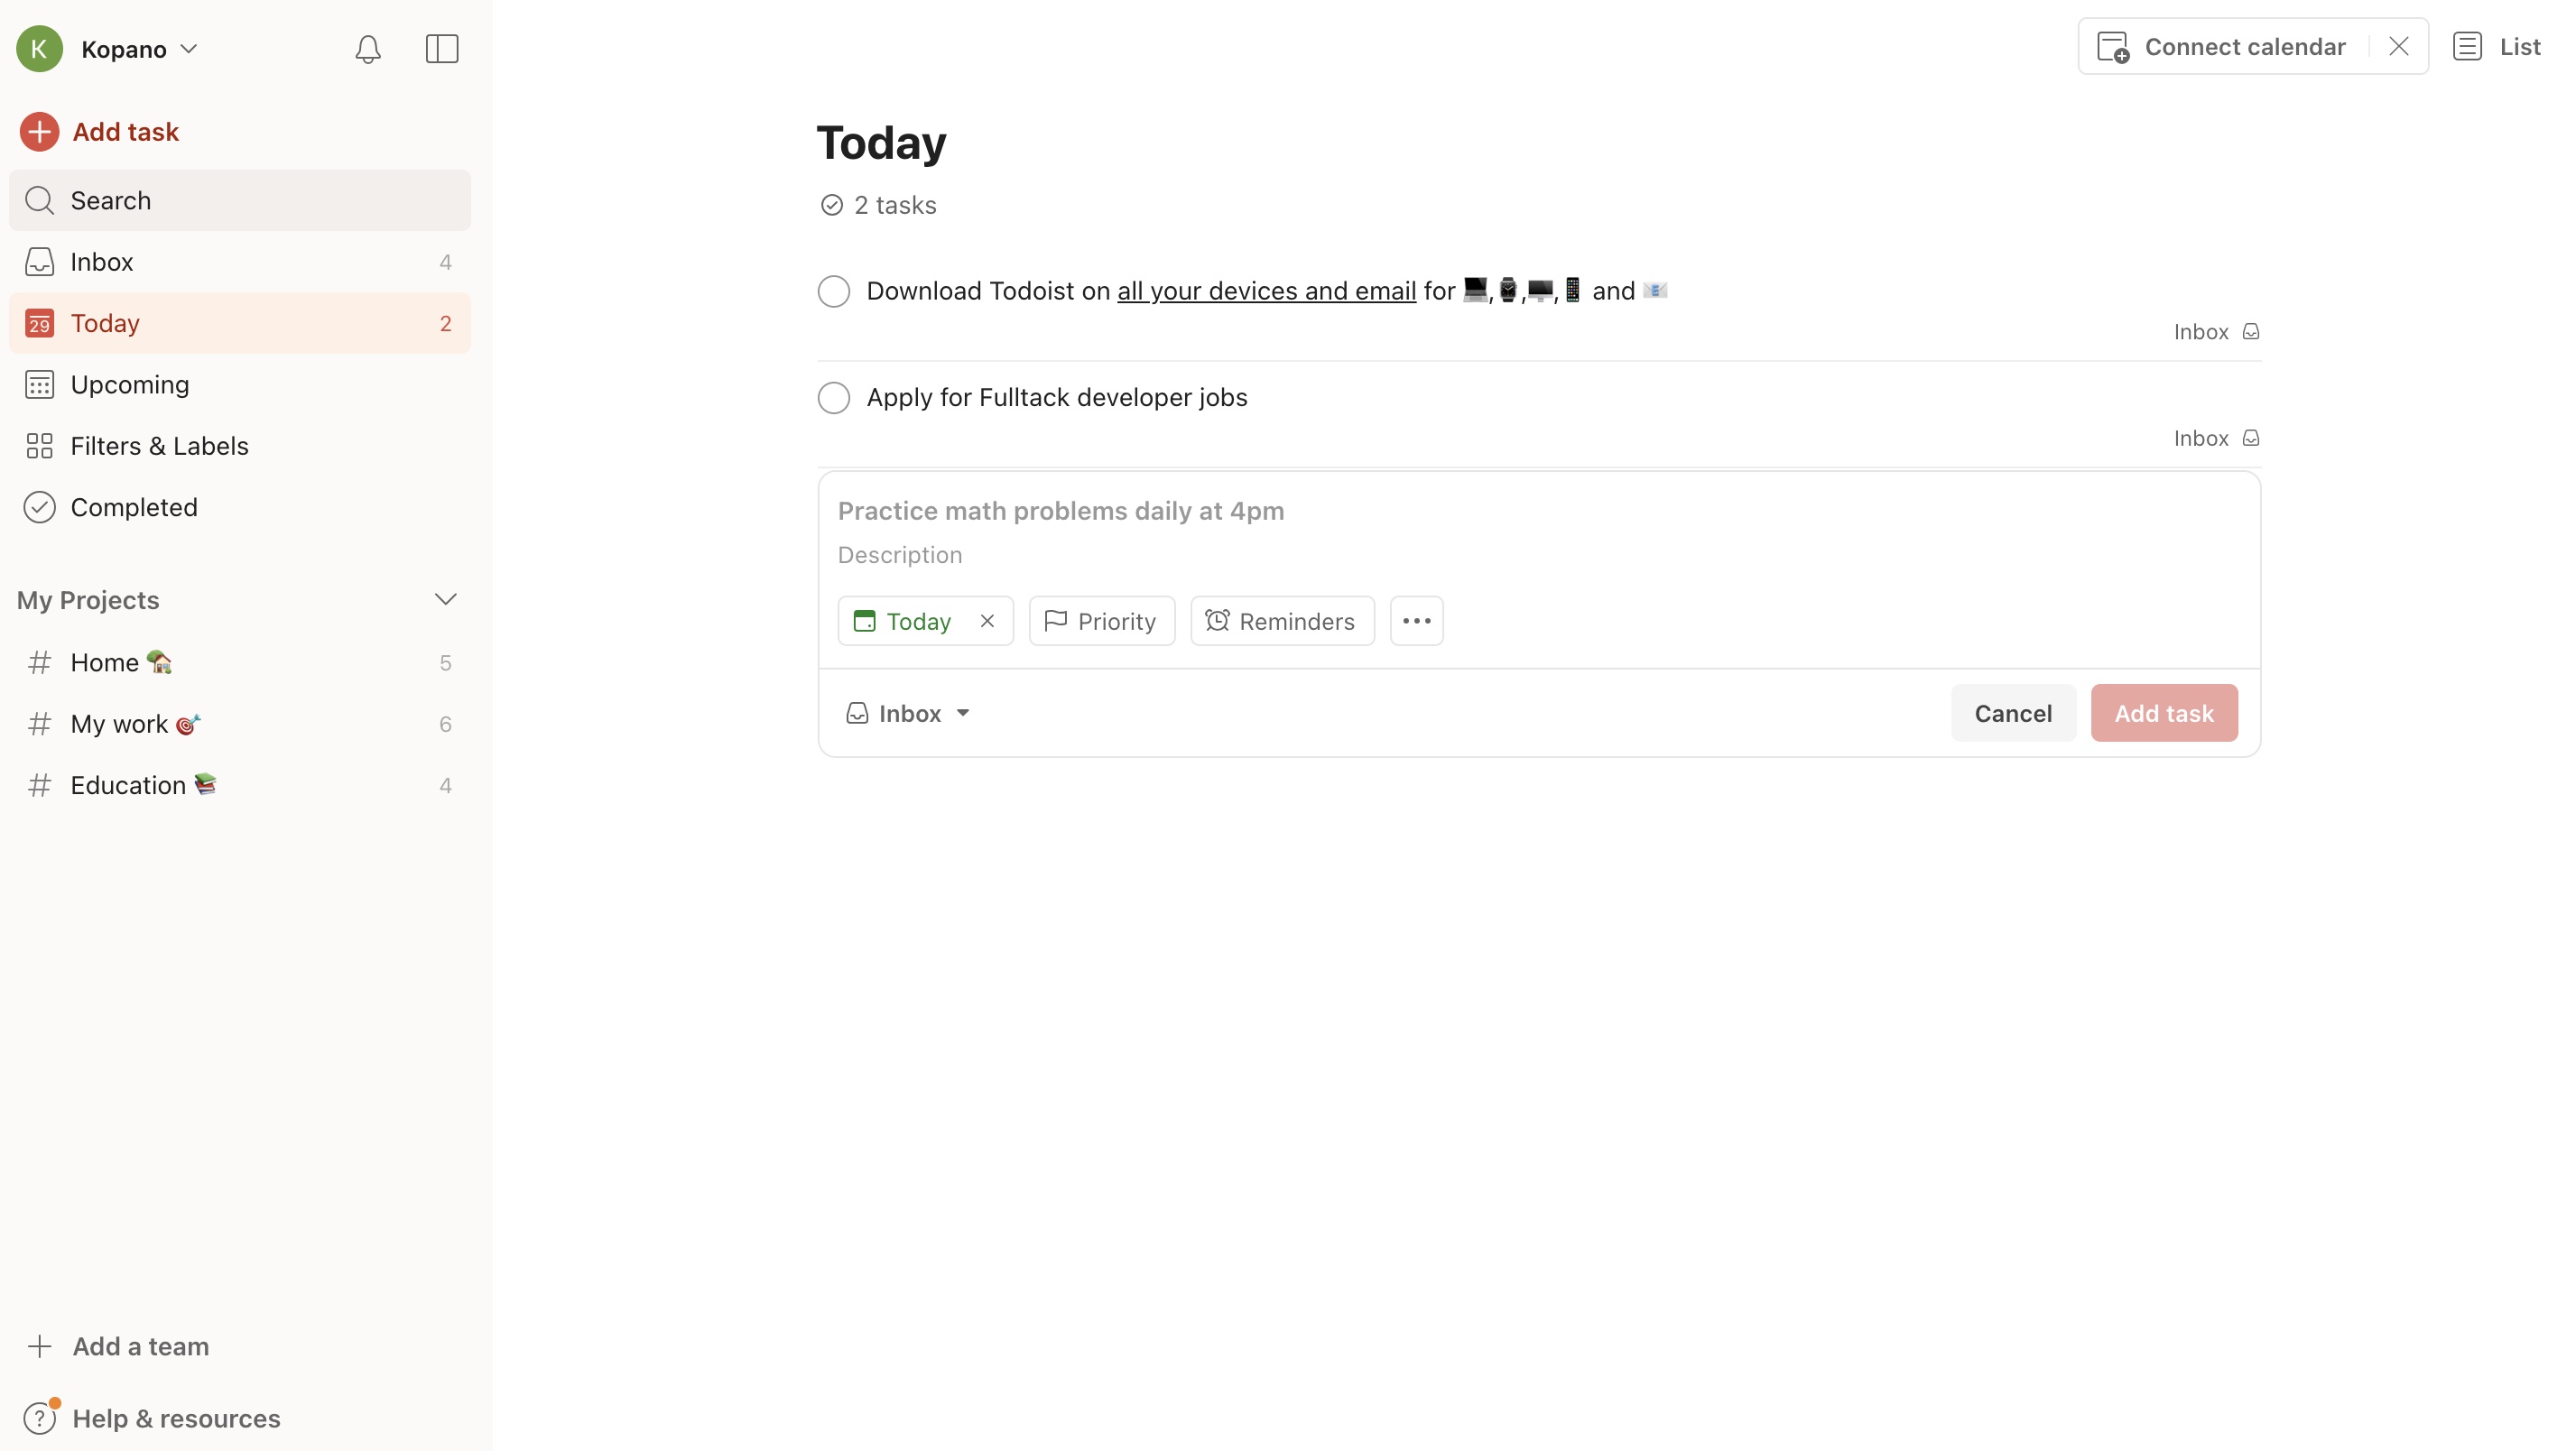 K Kopano
Add task
Search
Inbox 4
29 Today 2
Upcoming
Filters & Labels
Completed
My Projects
# Home 🏡 5
# My work 🎯 6
# Education 📚 4
Add a team
? Help & resources
Connect calendar
List
Today
2 tasks
Download Todoist on all your devices and email for 💻,⌚,🖥️,📱 and 📧
Inbox
Apply for Fulltack developer jobs
Inbox
Practice math problems daily at 4pm
Description
Today
Priority
Reminders
Inbox
Cancel
Add task